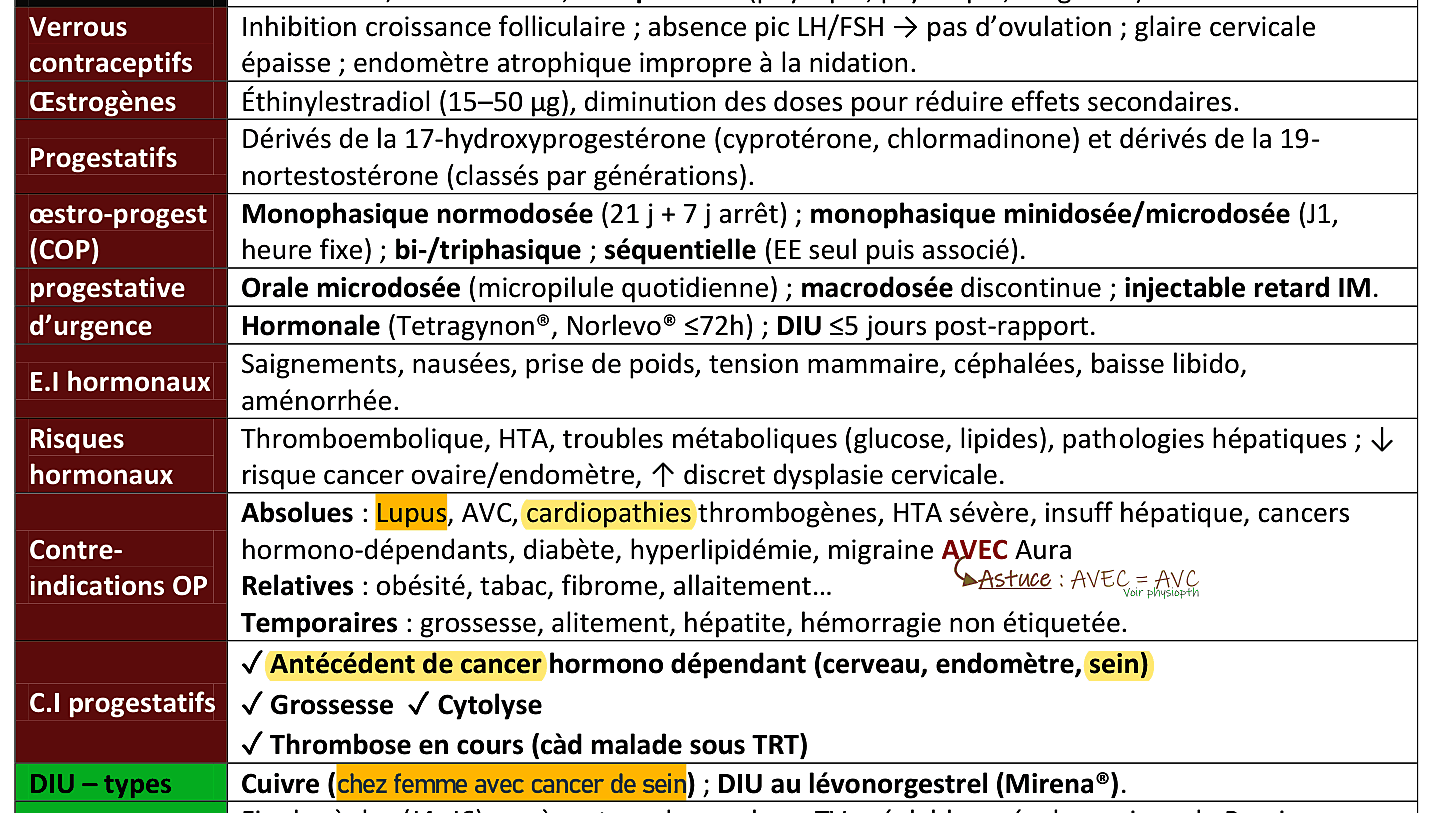 Verrous
contraceptifs
Inhibition croissance folliculaire ; absence pic LH/FSH → pas d’ovulation ; glaire cervicale
épaisse ; endomètre atrophique impropre à la nidation.
Œstrogènes
Éthinylestradiol (15–50 µg), diminution des doses pour réduire effets secondaires.
Progestatifs
Dérivés de la 17-hydroxyprogestérone (cyprotérone, chlormadinone) et dérivés de la 19-
nortestostérone (classés par générations).
œstro-progest
(COP)
Monophasique normodosée (21 j + 7 j arrêt) ; monophasique minidosée/microdosée (J1,
heure fixe) ; bi-/triphasique ; séquentielle (EE seul puis associé).
progestative
Orale microdosée (micropilule quotidienne) ; macrodosée discontinue ; injectable retard IM.
d’urgence
Hormonale (Tetragynon®, Norlevo® ≤72h) ; DIU ≤5 jours post-rapport.
E.I hormonaux
Saignements, nausées, prise de poids, tension mammaire, céphalées, baisse libido,
aménorrhée.
Risques
hormonaux
Thromboembolique, HTA, troubles métaboliques (glucose, lipides), pathologies hépatiques ; ↓
risque cancer ovaire/endomètre, ↑ discret dysplasie cervicale.
Contre-
indications OP
Absolues : Lupus, AVC, cardiopathies thrombogènes, HTA sévère, insuff hépatique, cancers
hormono-dépendants, diabète, hyperlipidémie, migraine AVEC Aura
Astuce : AVEC = AVC
Voir physiopth
Relatives : obésité, tabac, fibrome, allaitement…
Temporaires : grossesse, alitement, hépatite, hémorragie non étiquetée.
C.I progestatifs
✓ Antécédent de cancer hormono dépendant (cerveau, endomètre, sein)
✓ Grossesse ✓ Cytolyse
✓ Thrombose en cours (càd malade sous TRT)
DIU – types
Cuivre (chez femme avec cancer de sein) ; DIU au lévonorgestrel (Mirena®).